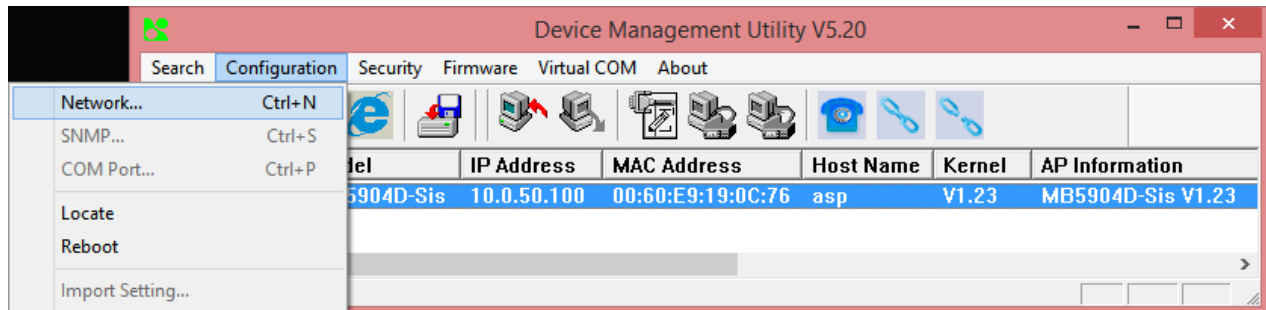 Device Management Utility V5.20
Search Configuration Security Firmware Virtual COM About
Network... Ctrl+N
SNMP... Ctrl+S
COM Port... Ctrl+P
Locate
Reboot
Import Setting...
del IP Address MAC Address Host Name Kernel AP Information
5904D-Sis 10.0.50.100 00:60:E9:19:0C:76 asp V1.23 MB5904D-Sis V1.23